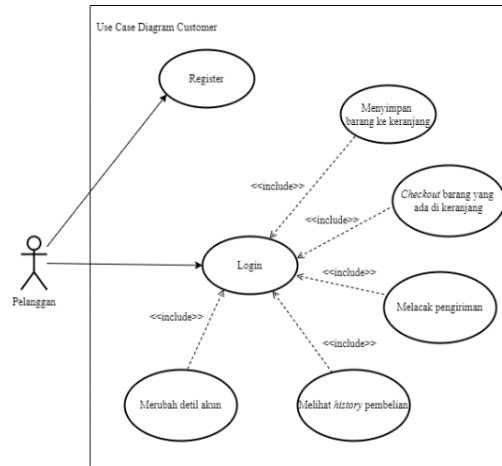 Use Case Diagram Customer
Register
Menyimpan
barang ke keranjang
<<include>>
Checkout barang yang
ada di keranjang
<<include>>
Login
<<include>>
Melacak pengiriman
Pelanggan
<<include>>
<<include>>
Merubah detil akun
Melihat history pembelian